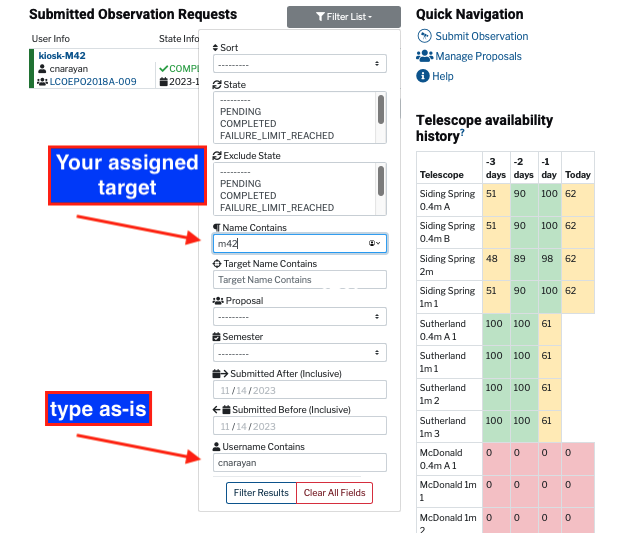 Submitted Observation Requests
Filter List
User Info
State Info
kiosk-M42
cnarayan
LCOEPO2018A-009
COMPL
2023-1
Sort
---------
State
---------
PENDING
COMPLETED
FAILURE_LIMIT_REACHED
Exclude State
---------
PENDING
COMPLETED
FAILURE_LIMIT_REACHED
Name Contains
m42
Target Name Contains
Target Name Contains
Proposal
---------
Semester
---------
Submitted After (Inclusive)
11 / 14 / 2023
Submitted Before (Inclusive)
11 / 14 / 2023
Username Contains
cnarayan
Filter Results
Clear All Fields
Your assigned
target
type as-is
Quick Navigation
Submit Observation
Manage Proposals
Help
Telescope availability
history?
Telescope -3 days -2 days -1 day Today
Siding Spring 0.4m A 51 90 100 62
Siding Spring 0.4m B 51 90 100 62
Siding Spring 2m 48 89 98 62
Siding Spring 1m 1 51 90 100 62
Sutherland 0.4m A 1 100 100 61
Sutherland 1m 1 100 100 61
Sutherland 1m 2 100 100 61
Sutherland 1m 3 100 100 61
McDonald 0.4m A 1 0 0 0 0
McDonald 1m 1 0 0 0 0
McDonald 1m 2 0 0 0 0